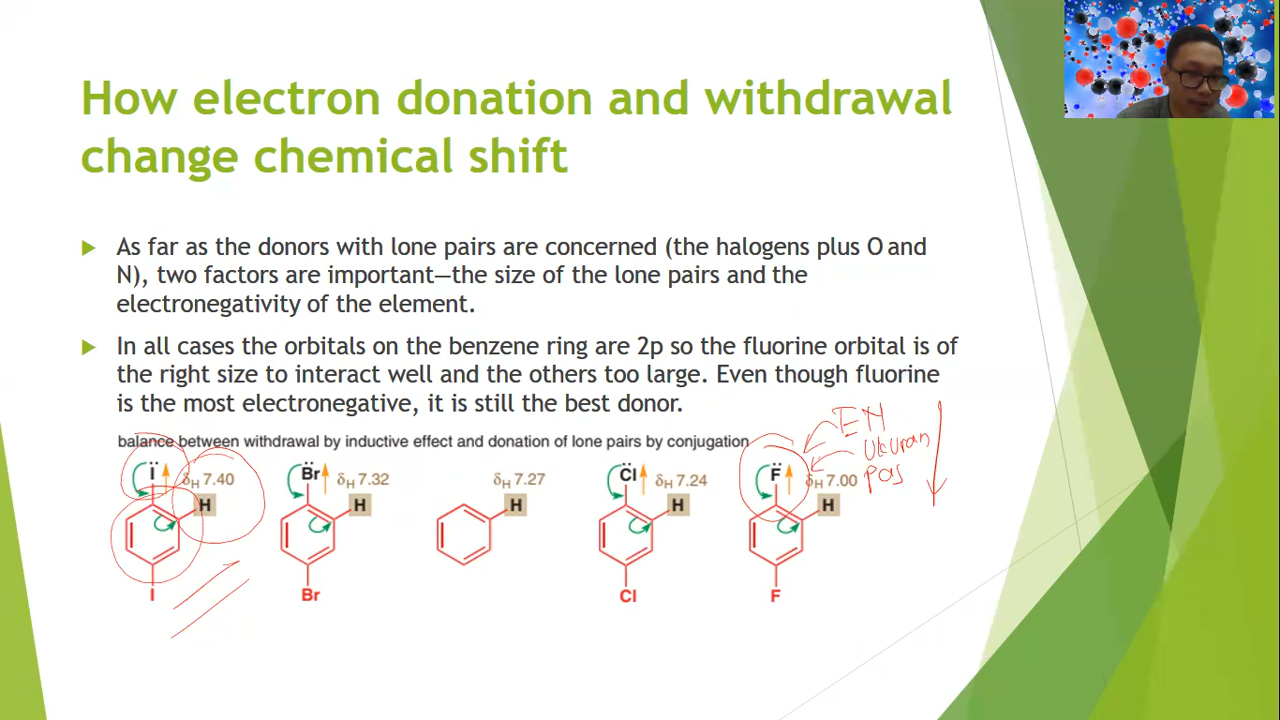 How electron donation and withdrawal
change chemical shift
As far as the donors with lone pairs are concerned (the halogens plus O and
N), two factors are important—the size of the lone pairs and the
electronegativity of the element.
In all cases the orbitals on the benzene ring are 2p so the fluorine orbital is of
the right size to interact well and the others too large. Even though fluorine
is the most electronegative, it is still the best donor.
balance between withdrawal by inductive effect and donation of lone pairs by conjugation
EN
Ukuran
pas
I δH 7.40 Br δH 7.32 δH 7.27 Cl δH 7.24 F δH 7.00
H H H H H
I Br Cl F